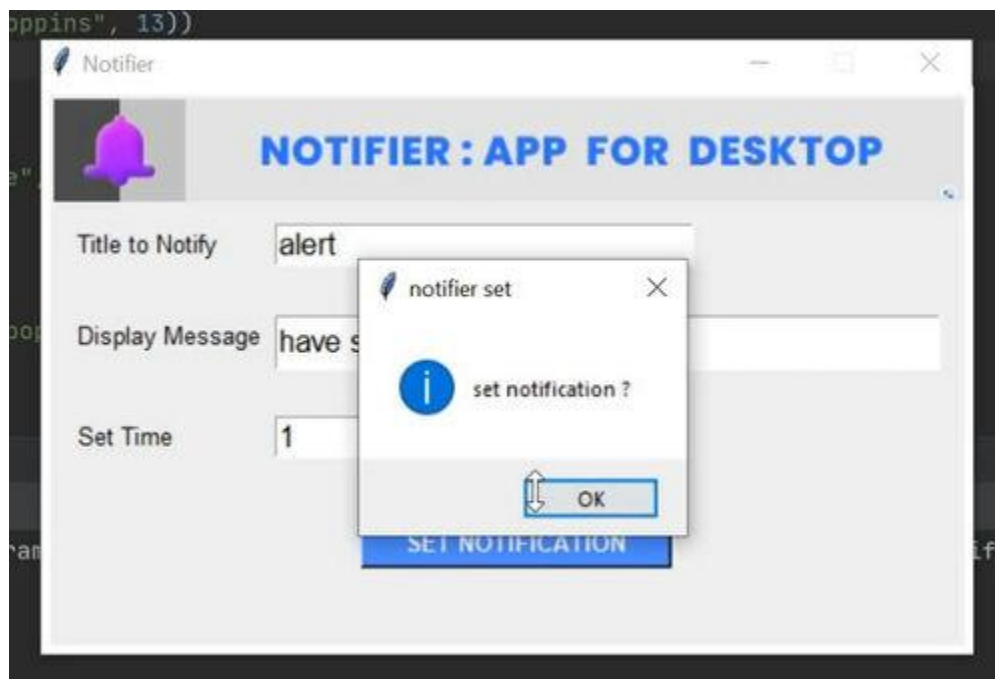 oppins", 13))
Notifier
NOTIFIER : APP FOR DESKTOP
Title to Notify
alert
notifier set
Display Message
have s
set notification ?
Set Time
1
OK
SET NOTIFICATION